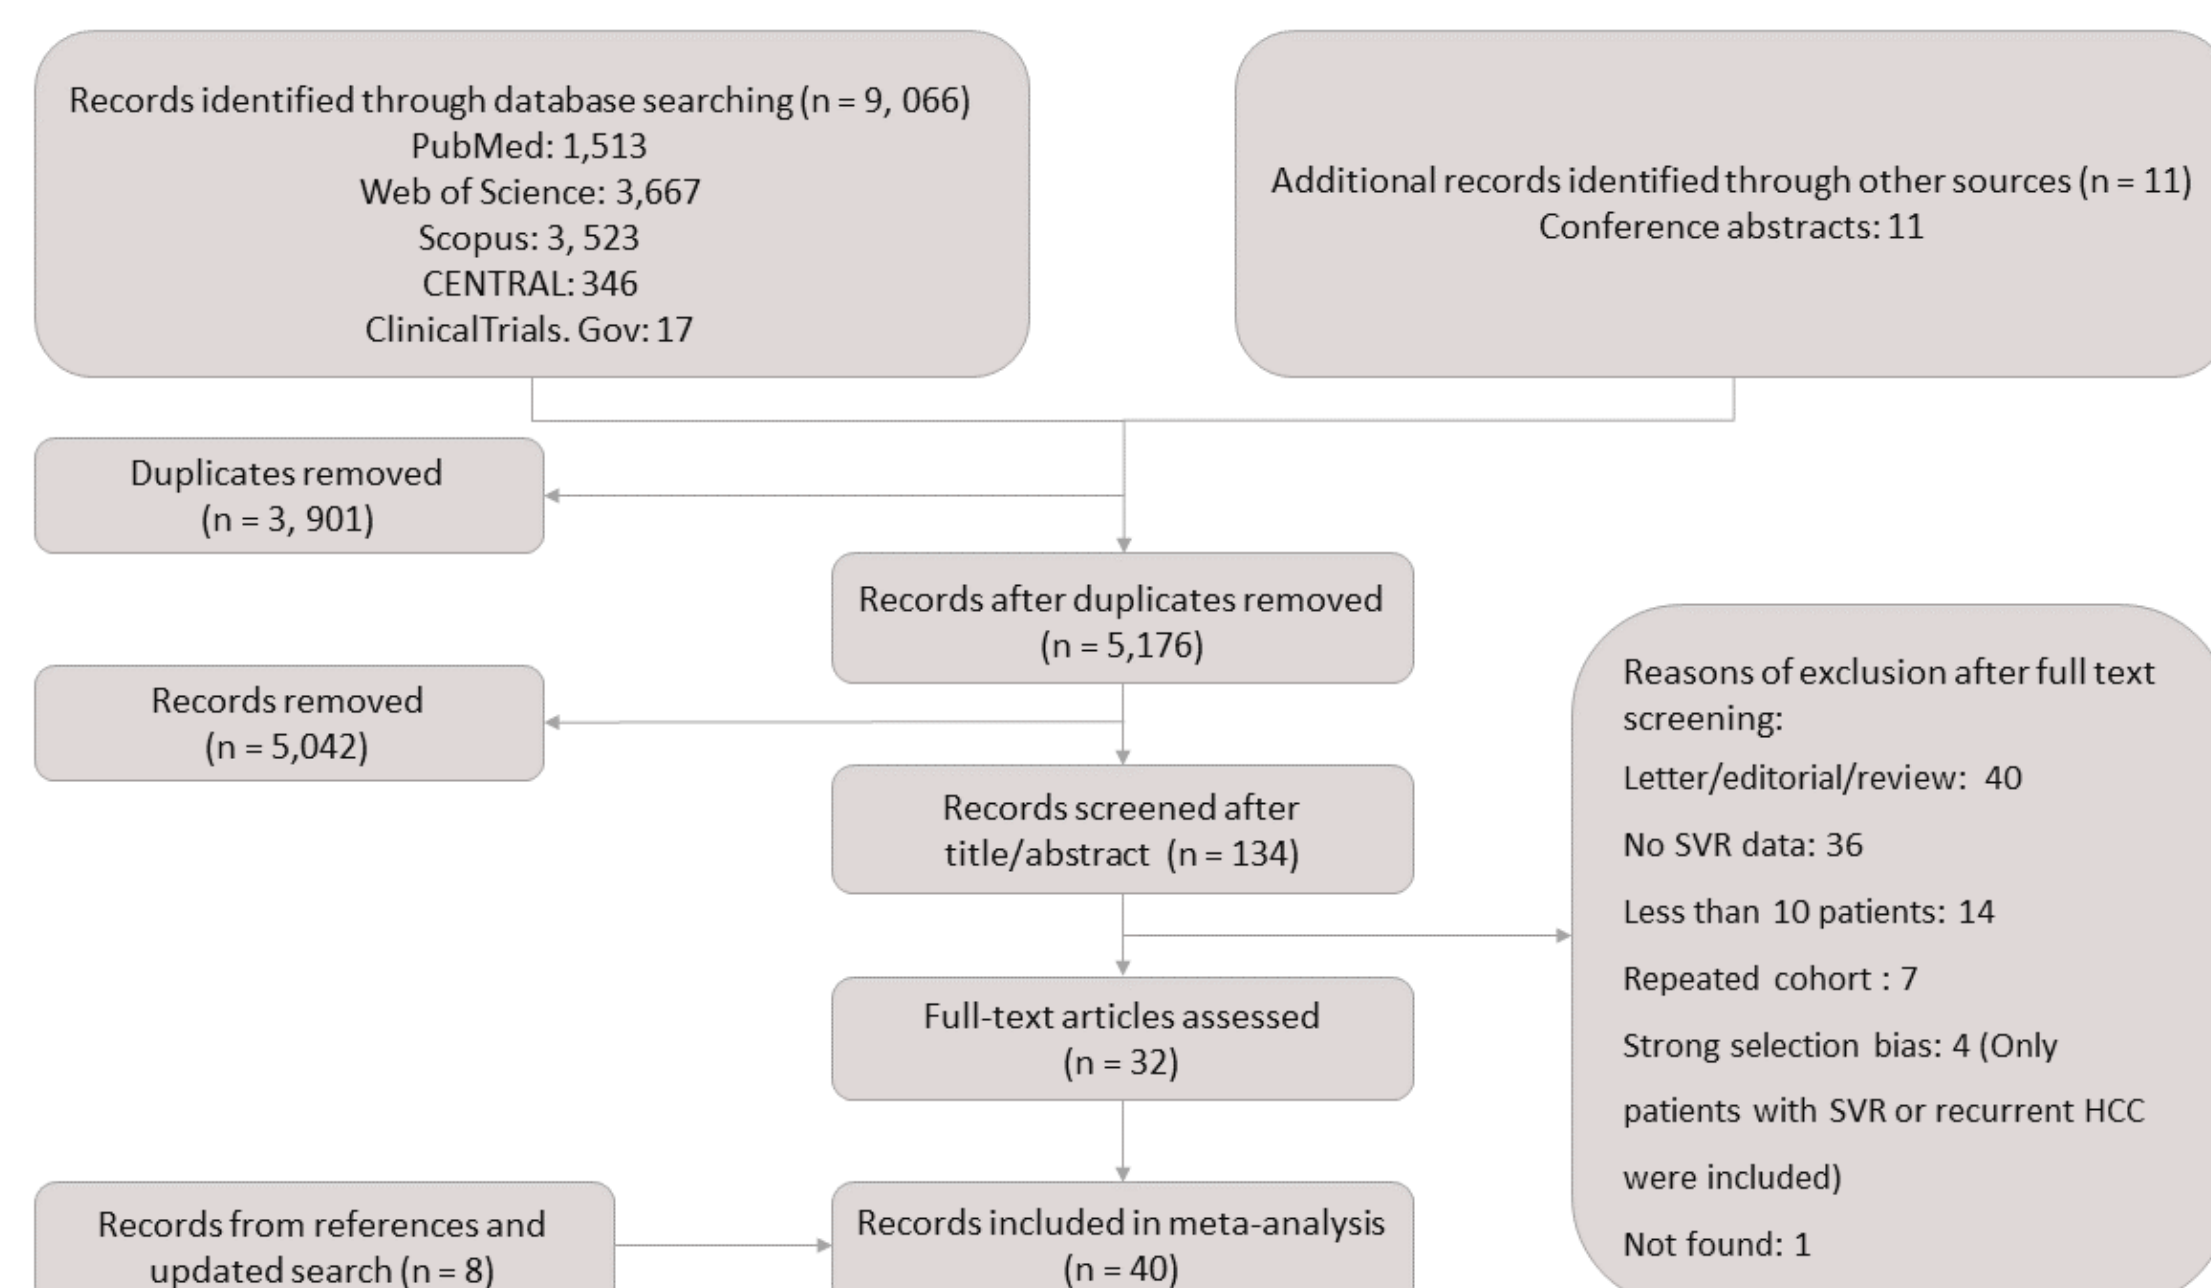 Records identified through database searching (n = 9, 066)
PubMed: 1,513
Web of Science: 3,667
Scopus: 3, 523
CENTRAL: 346
ClinicalTrials. Gov: 17
Additional records identified through other sources (n = 11)
Conference abstracts: 11
Duplicates removed
(n = 3, 901)
Records after duplicates removed
(n = 5,176)
Records removed
(n = 5,042)
Records screened after
title/abstract (n = 134)
Reasons of exclusion after full text
screening:
Letter/editorial/review: 40
No SVR data: 36
Less than 10 patients: 14
Repeated cohort : 7
Strong selection bias: 4 (Only
patients with SVR or recurrent HCC
were included)
Not found: 1
Full-text articles assessed
(n = 32)
Records from references and
updated search (n = 8)
Records included in meta-analysis
(n = 40)